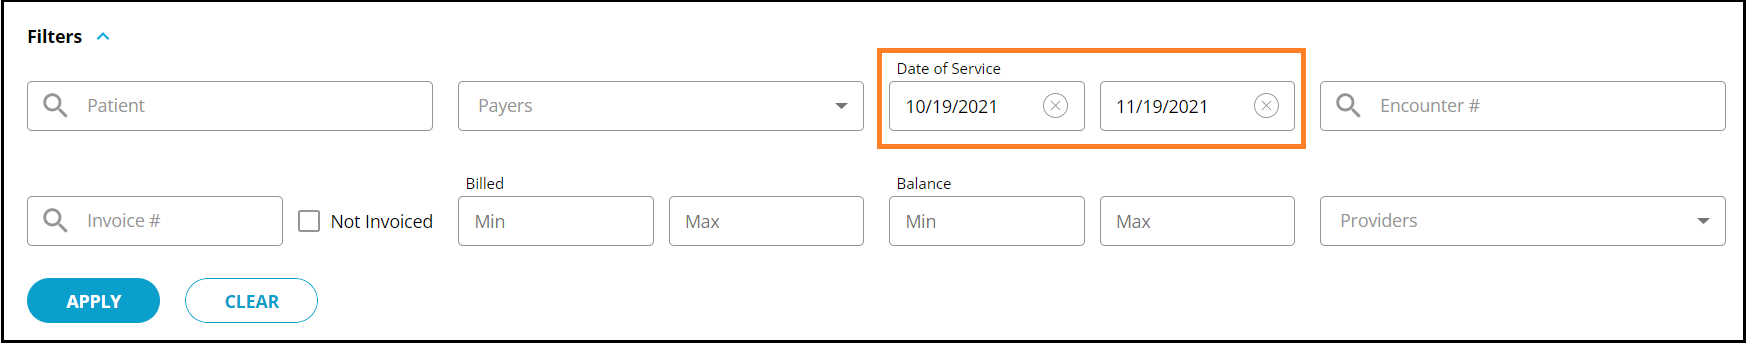 Filters
Date of Service
Patient
Payers
10/19/2021
11/19/2021
Encounter #
Billed
Balance
Invoice #
Not Invoiced
Min
Max
Min
Max
Providers
APPLY
CLEAR